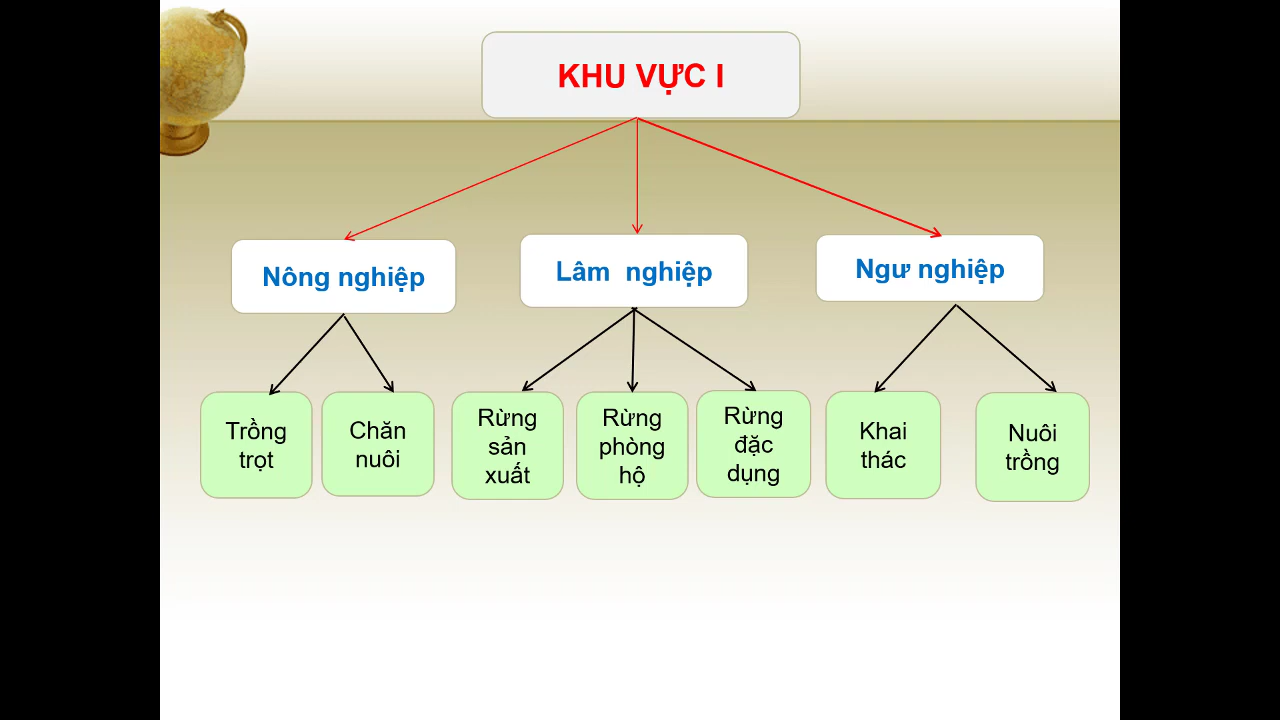 KHU VỰC I
Nông nghiệp
Lâm nghiệp
Ngư nghiệp
Trồng
trọt
Chăn
nuôi
Rừng
sản
xuất
Rừng
phòng
hộ
Rừng
đặc
dụng
Khai
thác
Nuôi
trồng